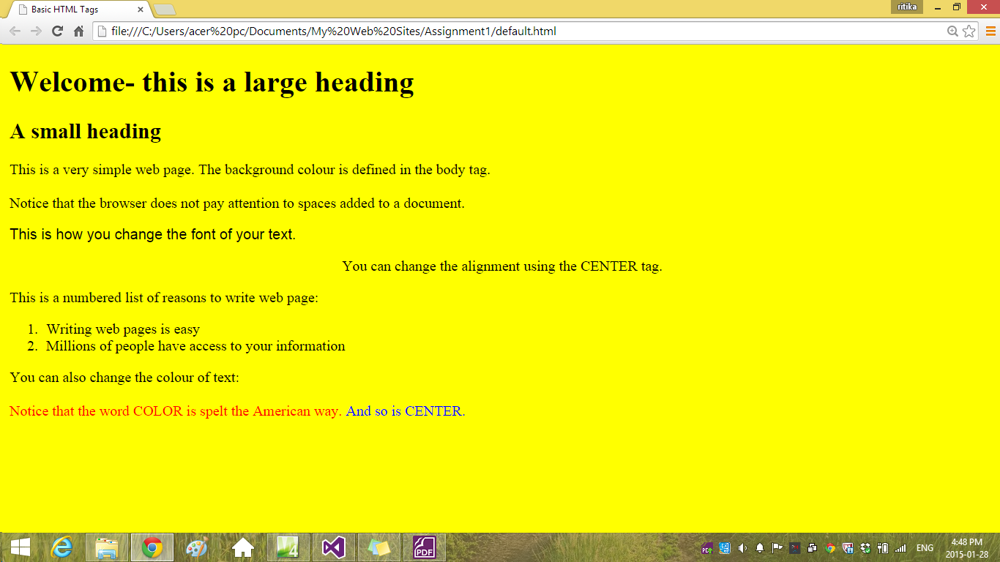 Basic HTML Tags
ritika
file:///C:/Users/acer%20pc/Documents/My%20Web%20Sites/Assignment1/default.html
Welcome- this is a large heading
A small heading
This is a very simple web page. The background colour is defined in the body tag.
Notice that the browser does not pay attention to spaces added to a document.
This is how you change the font of your text.
You can change the alignment using the CENTER tag.
This is a numbered list of reasons to write web page:
1. Writing web pages is easy
2. Millions of people have access to your information
You can also change the colour of text:
Notice that the word COLOR is spelt the American way. And so is CENTER.
4
PDF
ENG
4:48 PM
2015-01-28